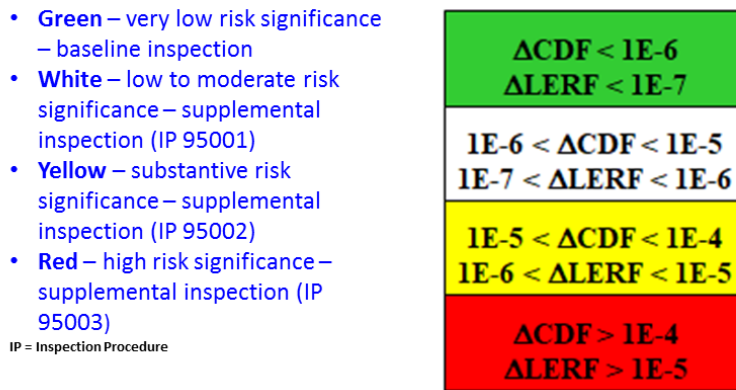 • Green – very low risk significance
– baseline inspection
• White – low to moderate risk
significance – supplemental
inspection (IP 95001)
• Yellow – substantive risk
significance – supplemental
inspection (IP 95002)
• Red – high risk significance –
supplemental inspection (IP
95003)
IP = Inspection Procedure
ΔCDF < 1E-6
ΔLERF < 1E-7
1E-6 < ΔCDF < 1E-5
1E-7 < ΔLERF < 1E-6
1E-5 < ΔCDF < 1E-4
1E-6 < ΔLERF < 1E-5
ΔCDF > 1E-4
ΔLERF > 1E-5